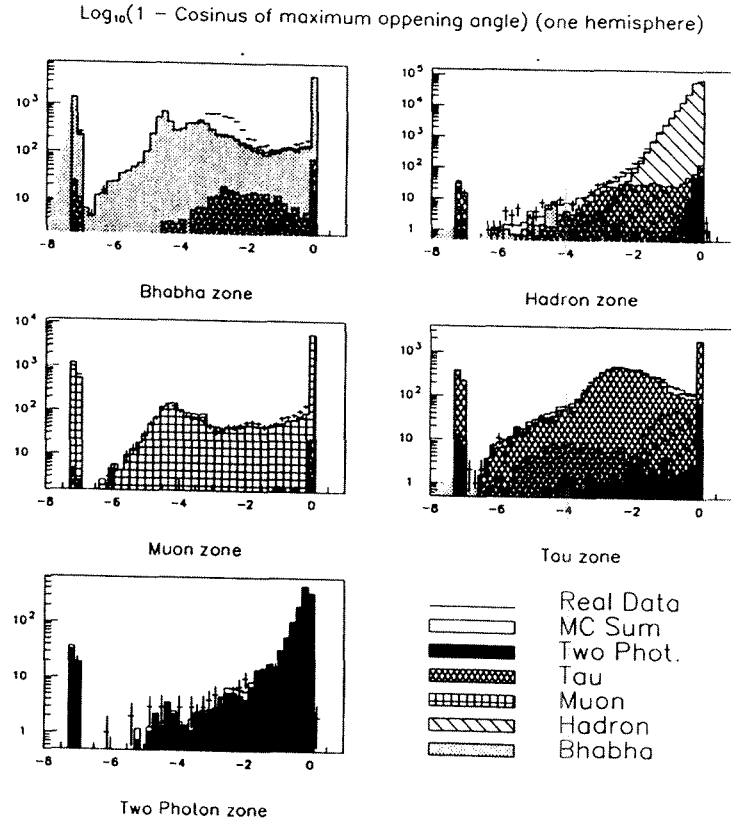 Log₁₀(1 − Cosinus of maximum oppening angle) (one hemisphere)
10³
10²
10
-8 -6 -4 -2 0
Bhabha zone
10⁵
10⁴
10³
10²
10
1
-8 -6 -4 -2 0
Hadron zone
10⁴
10³
10²
10
-8 -6 -4 -2 0
Muon zone
10³
10²
10
1
-8 -6 -4 -2 0
Tau zone
10²
10
1
-8 -6 -4 -2 0
Two Photon zone
Real Data
MC Sum
Two Phot.
Tau
Muon
Hadron
Bhabha